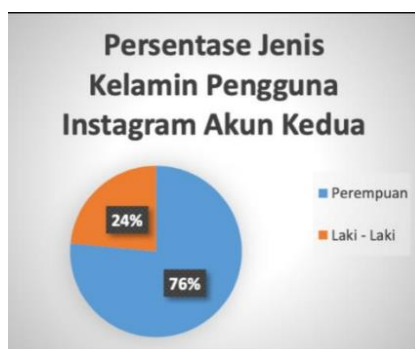 Persentase Jenis
Kelamin Pengguna
Instagram Akun Kedua
24%
76%
Perempuan
Laki - Laki